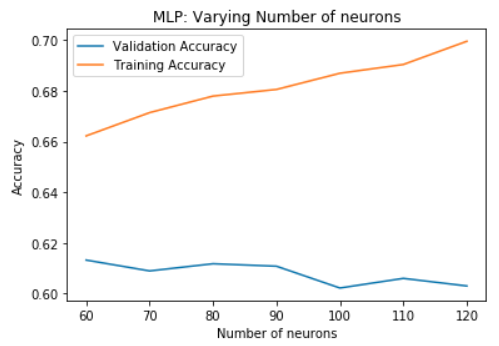 MLP: Varying Number of neurons
Validation Accuracy
Training Accuracy
Accuracy
0.70
0.68
0.66
0.64
0.62
0.60
60 70 80 90 100 110 120
Number of neurons